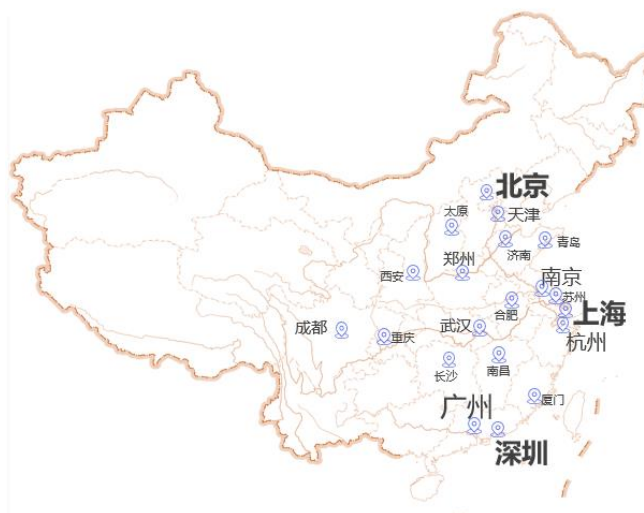 北京
太原
天津
济南
青岛
郑州
西安
南京
苏州
合肥
上海
成都
重庆
武汉
杭州
长沙
南昌
厦门
广州
深圳